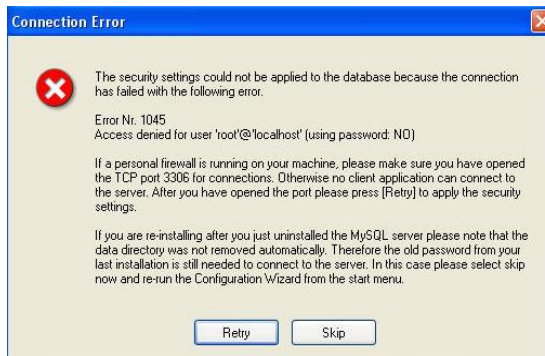 Connection Error
The security settings could not be applied to the database because the connection
has failed with the following error.
Error Nr. 1045
Access denied for user 'root'@'localhost' (using password: NO)
If a personal firewall is running on your machine, please make sure you have opened
the TCP port 3306 for connections. Otherwise no client application can connect to
the server. After you have opened the port please press [Retry] to apply the security
settings.
If you are re-installing after you just uninstalled the MySQL server please note that the
data directory was not removed automatically. Therefore the old password from your
last installation is still needed to connect to the server. In this case please select skip
now and re-run the Configuration Wizard from the start menu.
Retry
Skip